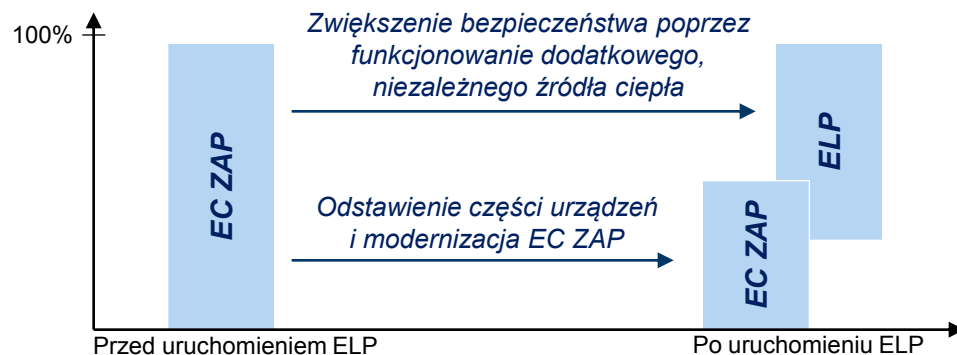 100%
Zwiększenie bezpieczeństwa poprzez
funkcjonowanie dodatkowego,
niezależnego źródła ciepła
EC ZAP
ELP
Odstawienie części urządzeń
i modernizacja EC ZAP
EC ZAP
Przed uruchomieniem ELP
Po uruchomieniu ELP